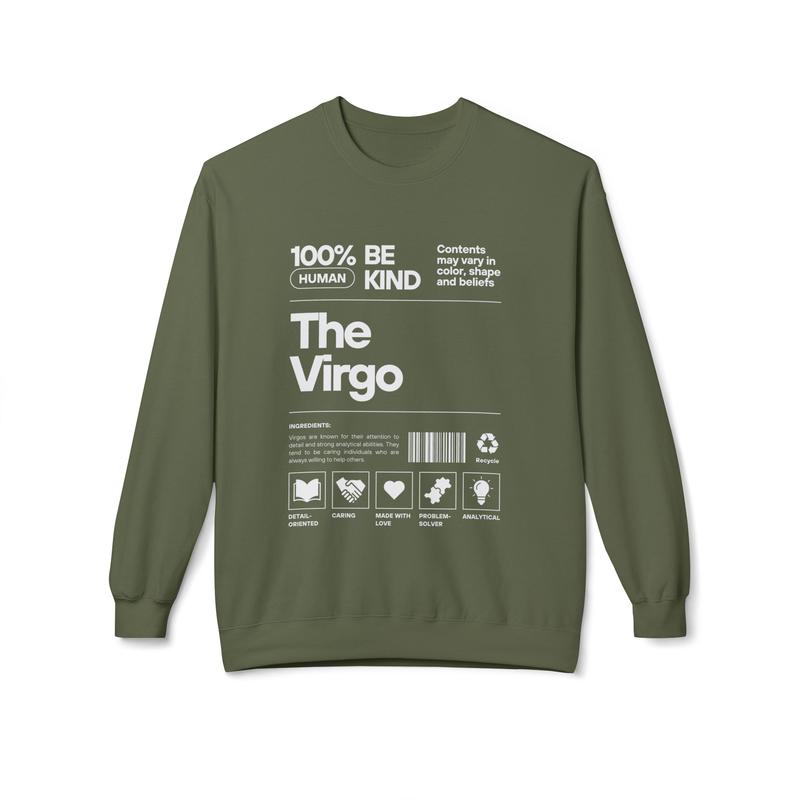 100% BE KIND
HUMAN
Contents
may vary in
color, shape
and beliefs
The
Virgo
INGREDIENTS:
Virgos are known for their attention to
detail and strong analytical abilities. They
tend to be caring individuals who are
always willing to help others.
Recycle
DETAIL-
ORIENTED
CARING
MADE WITH
LOVE
PROBLEM-
SOLVER
ANALYTICAL